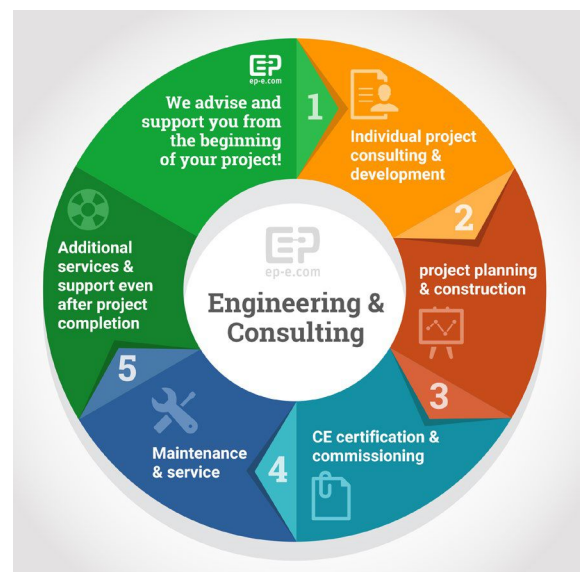 EP
ep-e.com
We advise and
support you from
the beginning
of your project!
1
Individual project
consulting &
development
2
project planning
& construction
3
CE certification &
commissioning
4
Maintenance
& service
5
Additional
services &
support even
after project
completion
EP
ep-e.com
Engineering &
Consulting